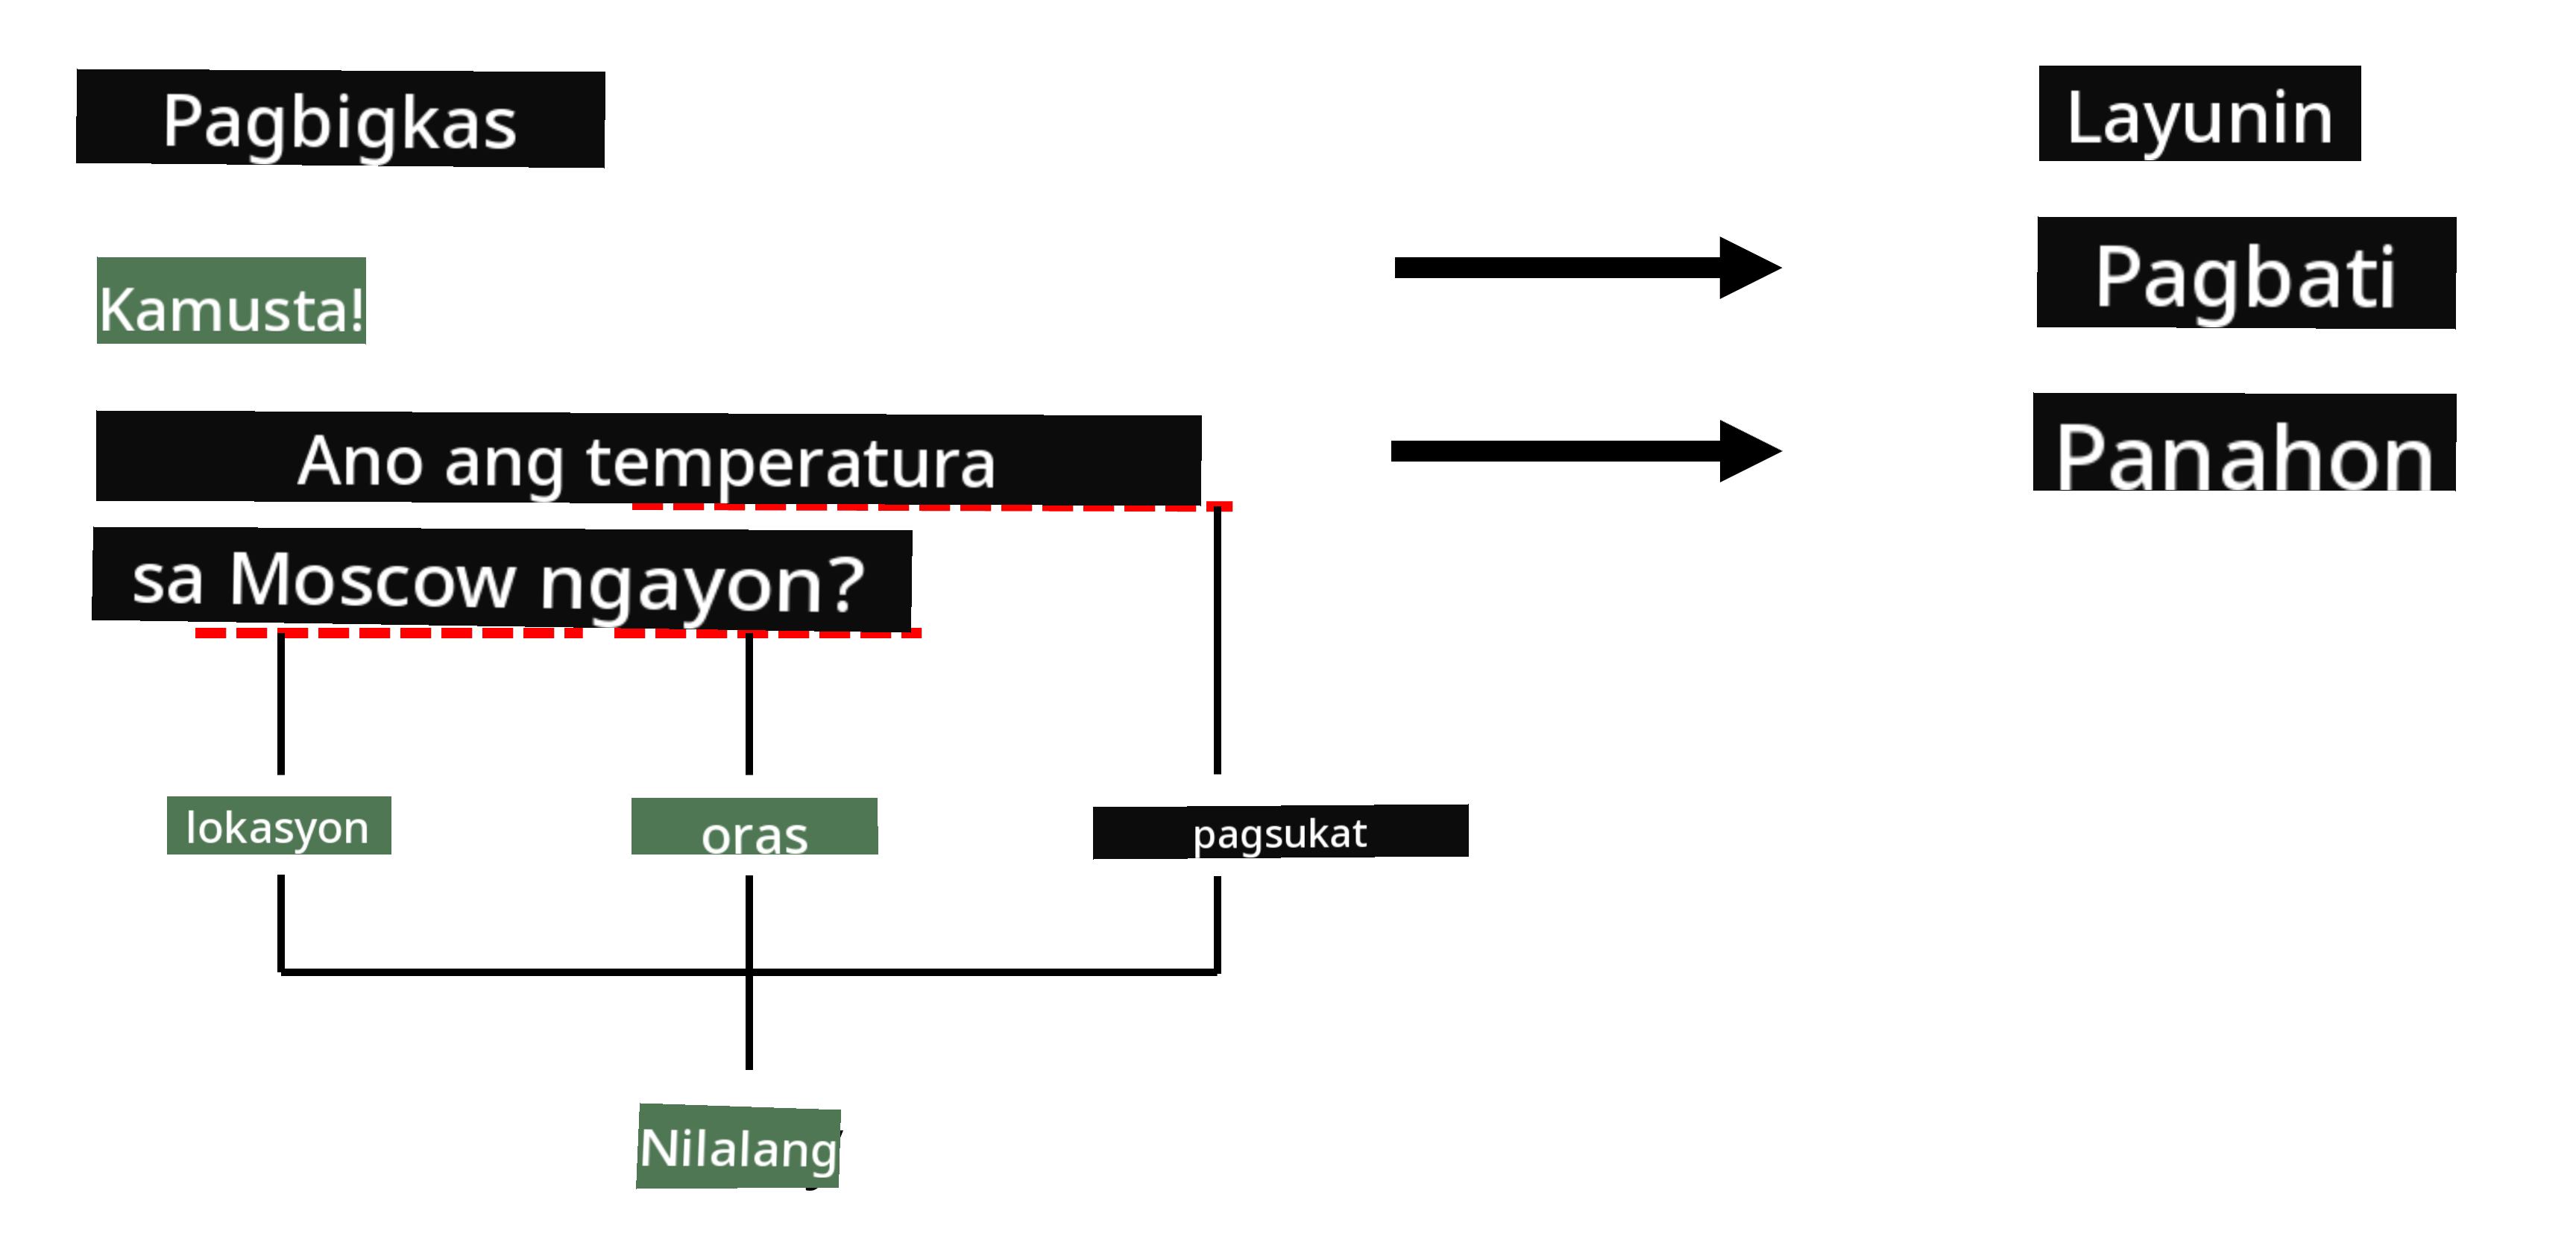 Pagbigkas
Layunin
Kamusta!
Pagbati
Ano ang temperatura
sa Moscow ngayon?
Panahon
lokasyon
oras
pagsukat
Nilalang